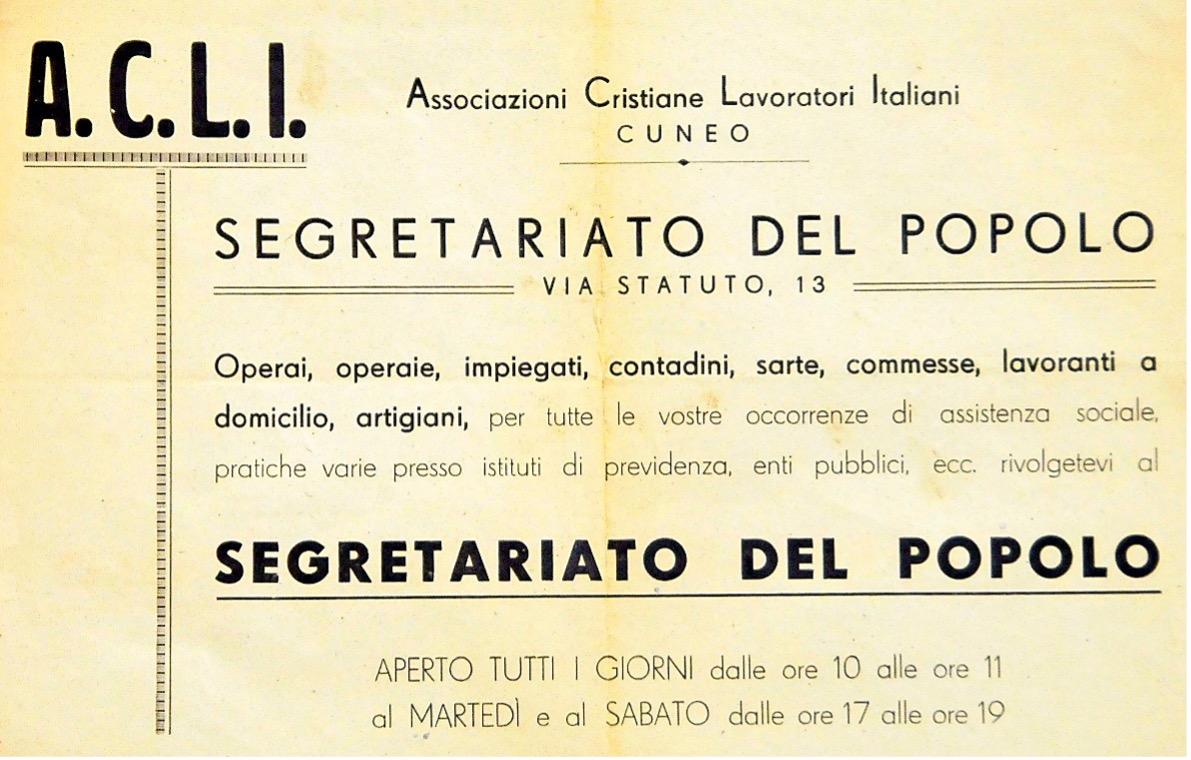 A.C.L.I.
Associazioni Cristiane Lavoratori Italiani
CUNEO
SEGRETARIATO DEL POPOLO
VIA STATUTO, 13
Operai, operaie, impiegati, contadini, sarte, commesse, lavoranti a
domicilio, artigiani, per tutte le vostre occorrenze di assistenza sociale,
pratiche varie presso istituti di previdenza, enti pubblici, ecc. rivolgetevi al
SEGRETARIATO DEL POPOLO
APERTO TUTTI I GIORNI dalle ore 10 alle ore 11
al MARTEDÌ e al SABATO dalle ore 17 alle ore 19